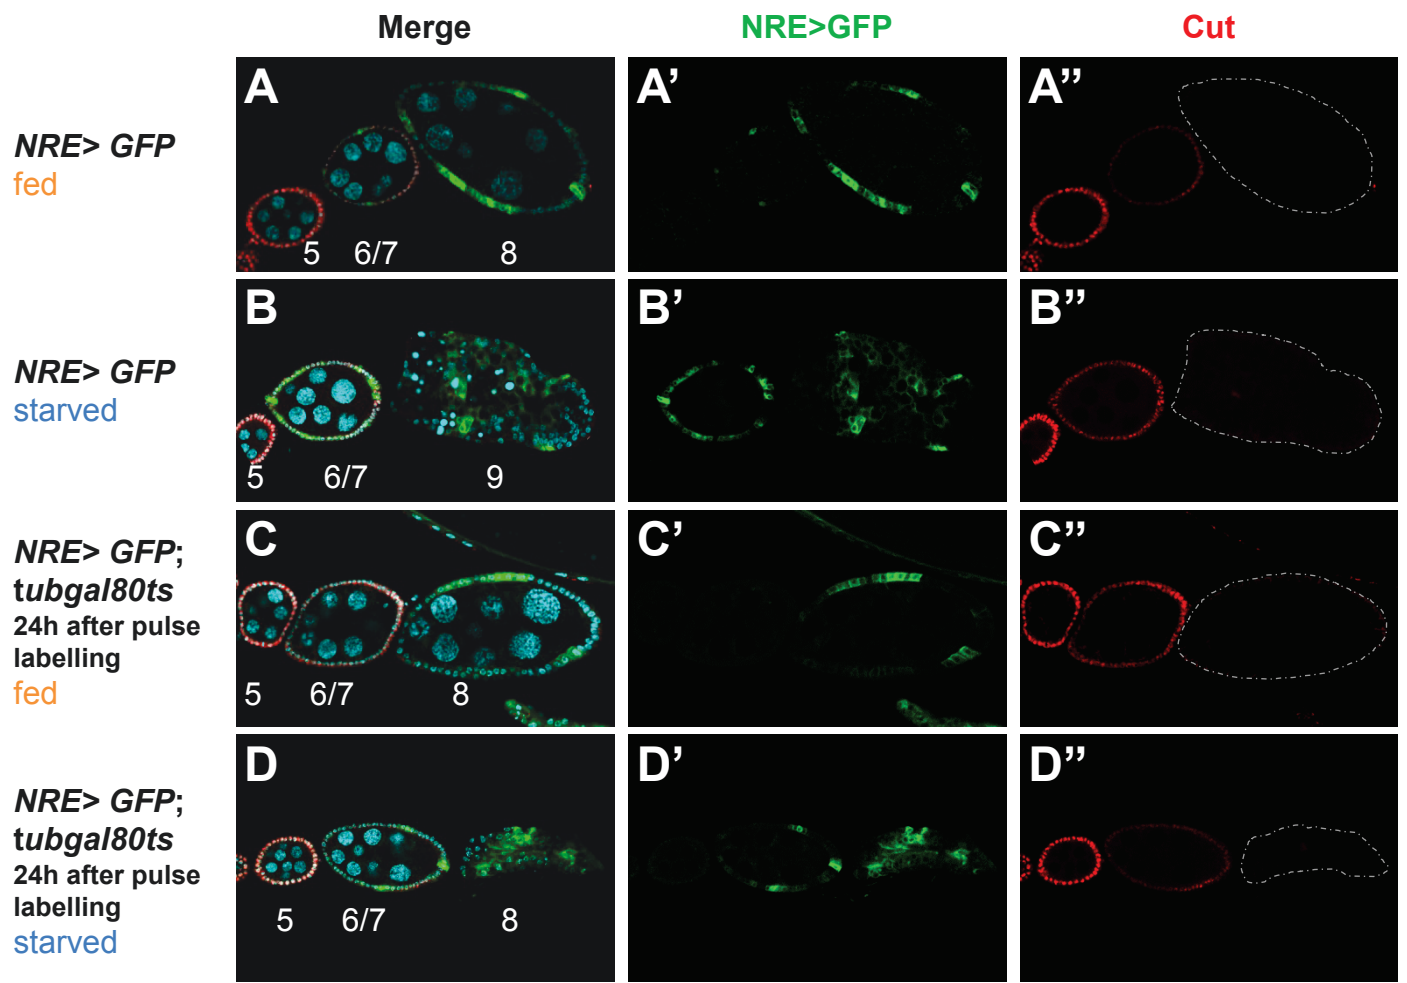 Merge NRE>GFP Cut
A A’ A’’
NRE> GFP
fed
5 6/7 8
B B’ B’’
NRE> GFP
starved
5 6/7 9
C C’ C’’
NRE> GFP;
tubgal80ts
24h after pulse
labelling
fed
5 6/7 8
D D’ D’’
NRE> GFP;
tubgal80ts
24h after pulse
labelling
starved
5 6/7 8